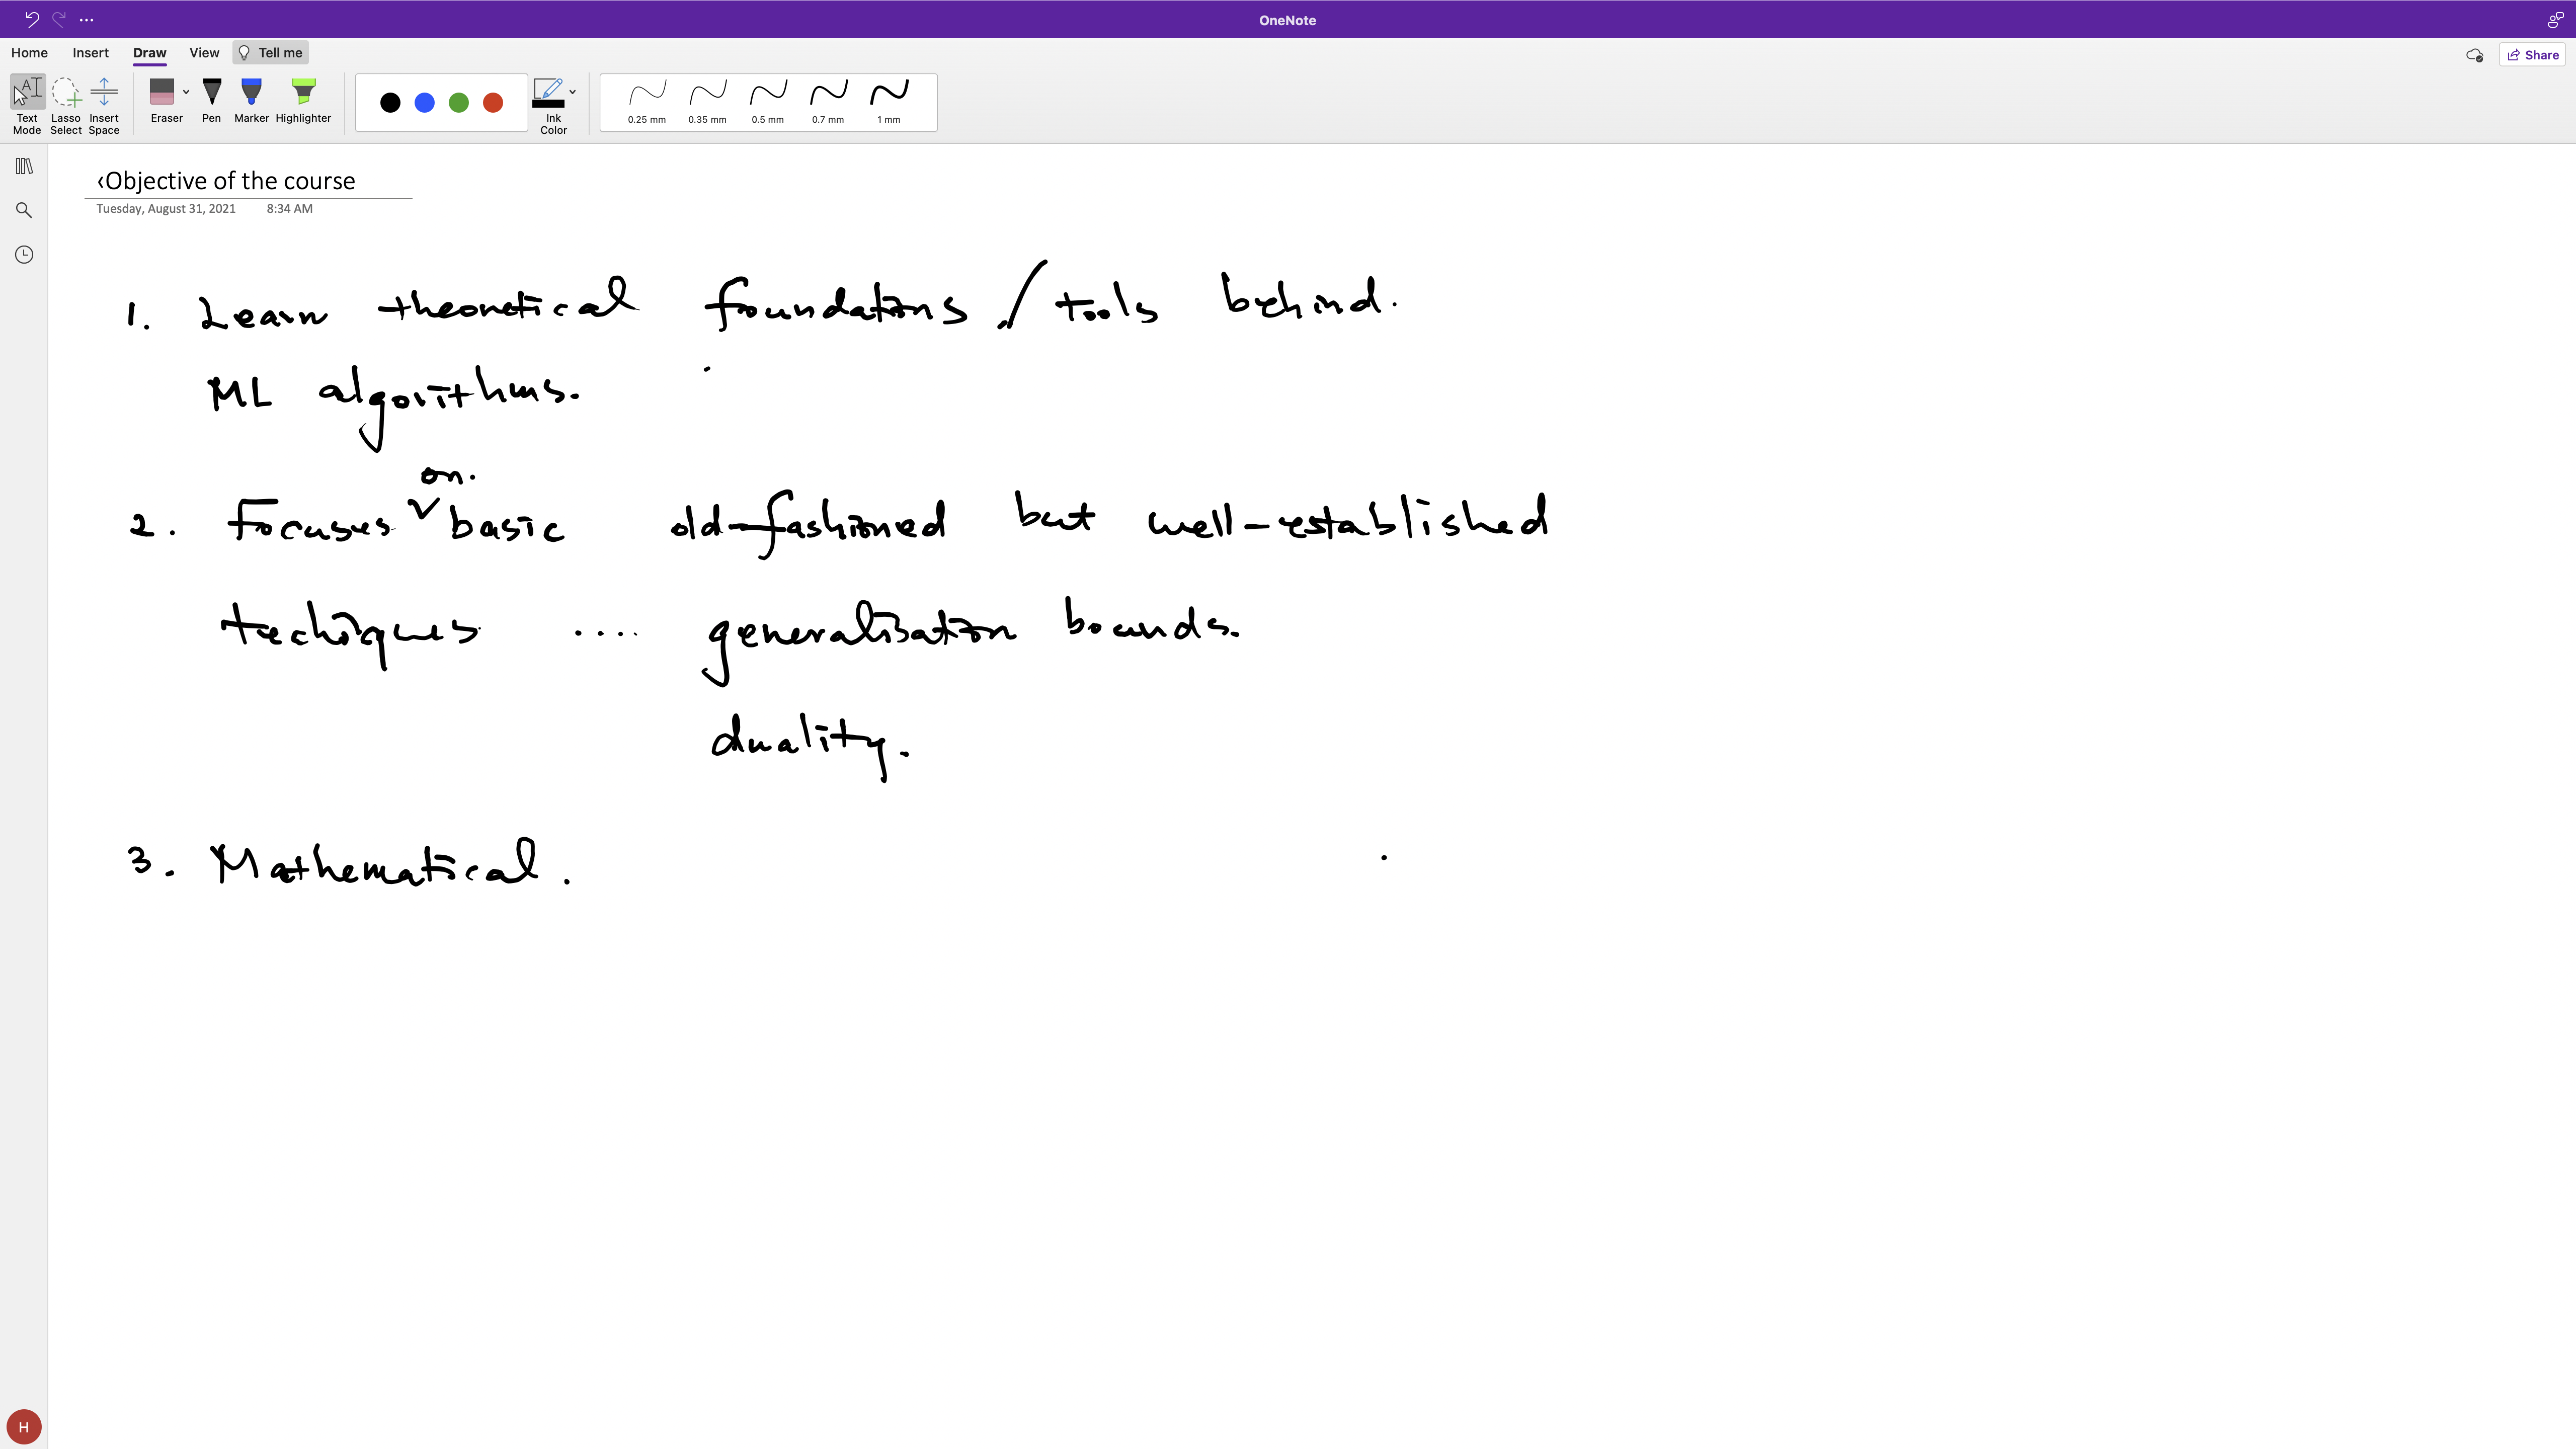 OneNote
Home Insert Draw View Tell me
Share
Text Mode
Lasso Select
Insert Space
Eraser
Pen
Marker
Highlighter
Ink Color
0.25 mm
0.35 mm
0.5 mm
0.7 mm
1 mm
‹Objective of the course
Tuesday, August 31, 2021 8:34 AM
1. Learn theoretical foundations / tools behind.
ML algorithms.
on.
2. Focuses ∨ basic old-fashioned but well-established
techiques .... generalisation bounds.
duality.
3. Mathematical.
H